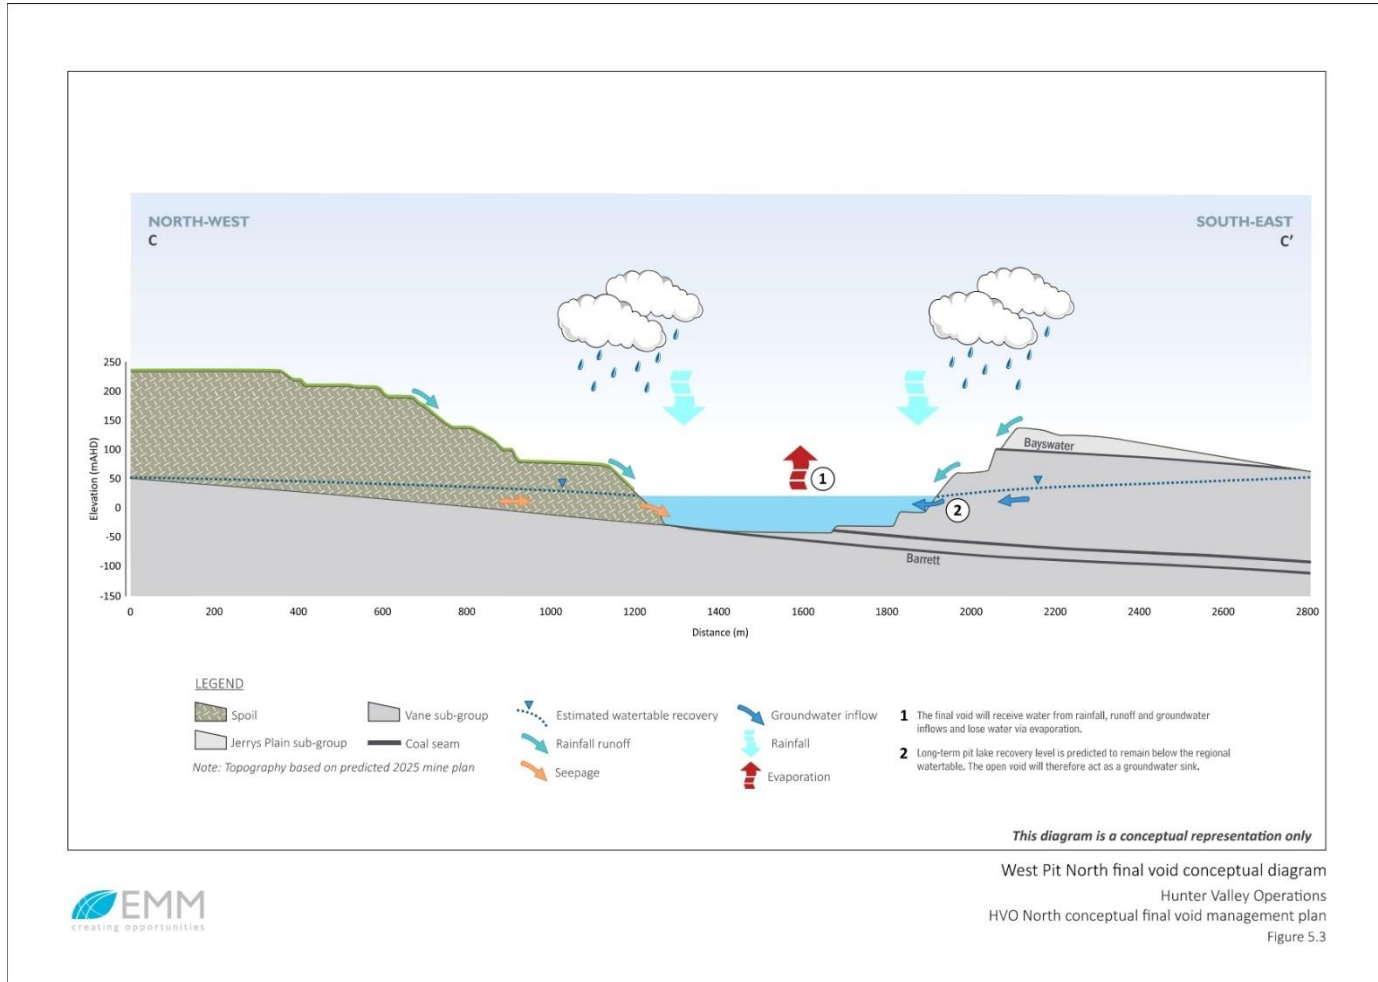 NORTH-WEST
C
SOUTH-EAST
C'
Elevation (mAHD)
250
200
150
100
50
0
-50
-100
-150
Bayswater
1
2
Barrett
0
200
400
600
800
1000
1200
1400
1600
1800
2000
2200
2400
2600
2800
Distance (m)
LEGEND
Spoil
Jerrys Plain sub-group
Vane sub-group
Coal seam
Note: Topography based on predicted 2025 mine plan
Estimated watertable recovery
Rainfall runoff
Seepage
Groundwater inflow
Rainfall
Evaporation
1 The final void will receive water from rainfall, runoff and groundwater
inflows and lose water via evaporation.
2 Long-term pit lake recovery level is predicted to remain below the regional
watertable. The open void will therefore act as a groundwater sink.
This diagram is a conceptual representation only
West Pit North final void conceptual diagram
Hunter Valley Operations
HVO North conceptual final void management plan
Figure 5.3
EMM
creating opportunities